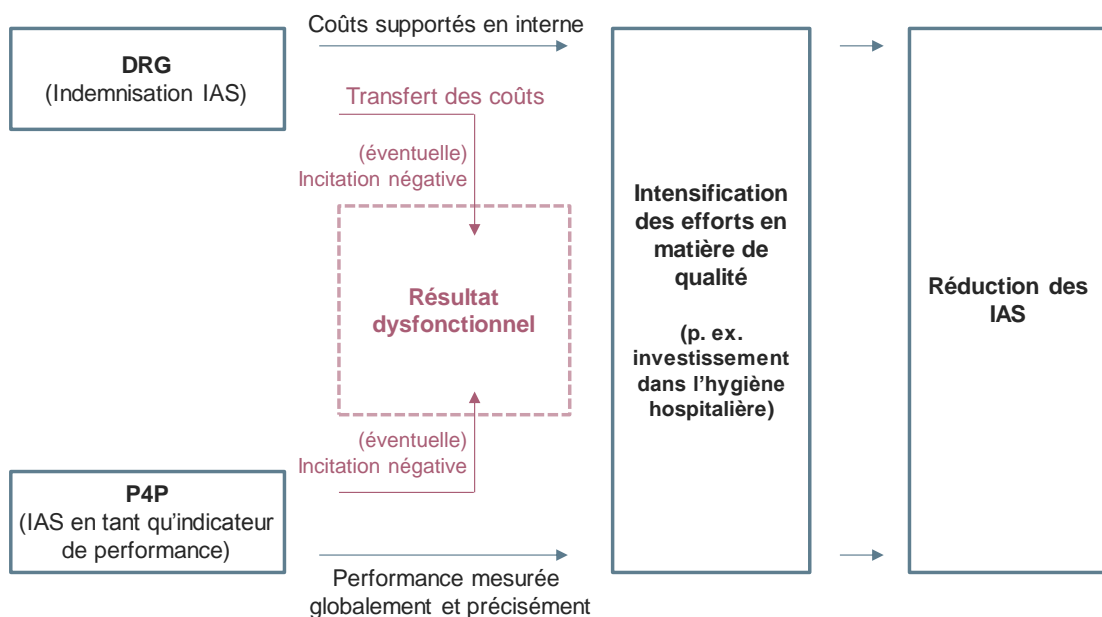 Coûts supportés en interne
DRG
(Indemnisation IAS)
Transfert des coûts
(éventuelle)
Incitation négative
Résultat
dysfonctionnel
(éventuelle)
Incitation négative
P4P
(IAS en tant qu'indicateur
de performance)
Performance mesurée
globalement et précisément
Intensification
des efforts en
matière de
qualité
(p. ex.
investissement
dans l'hygiène
hospitalière)
Réduction des
IAS